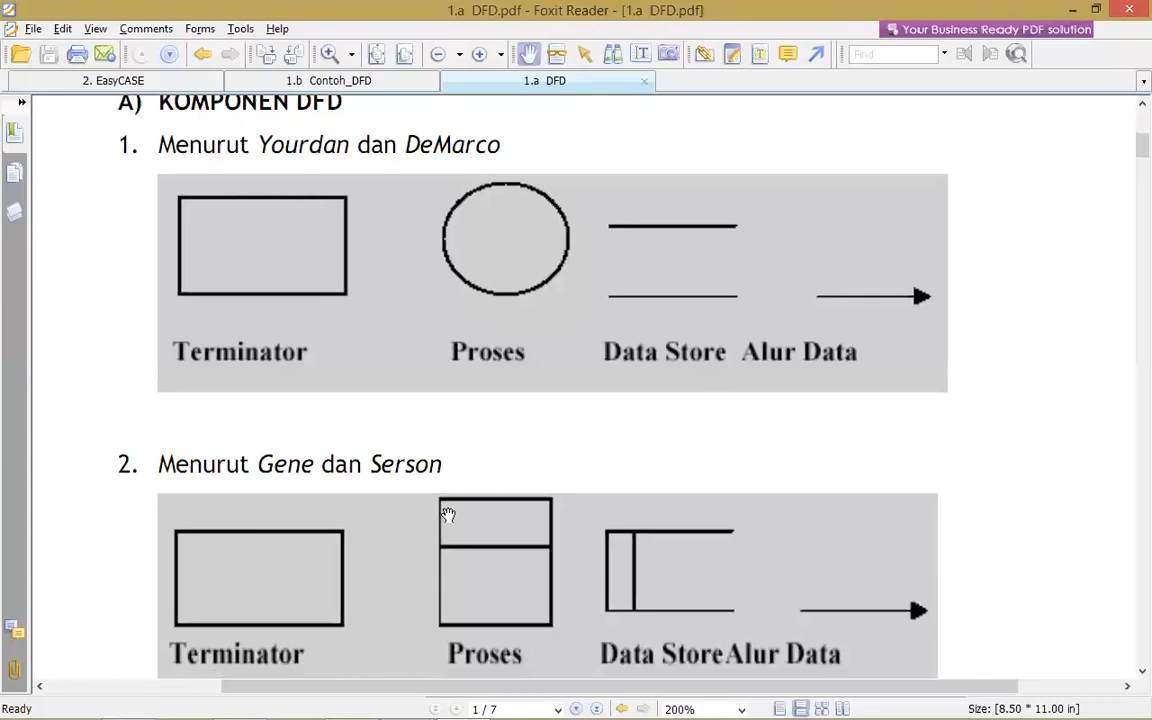 1.a DFD.pdf - Foxit Reader - [1.a DFD.pdf]
File Edit View Comments Forms Tools Help
Your Business Ready PDF solution
Find
2. EasyCASE 1.b Contoh_DFD 1.a DFD
A) KOMPONEN DFD
1. Menurut Yourdan dan DeMarco
Terminator Proses Data Store Alur Data
2. Menurut Gene dan Serson
Terminator Proses Data Store Alur Data
Ready 1 / 7 200% Size: [8.50 * 11.00 in]